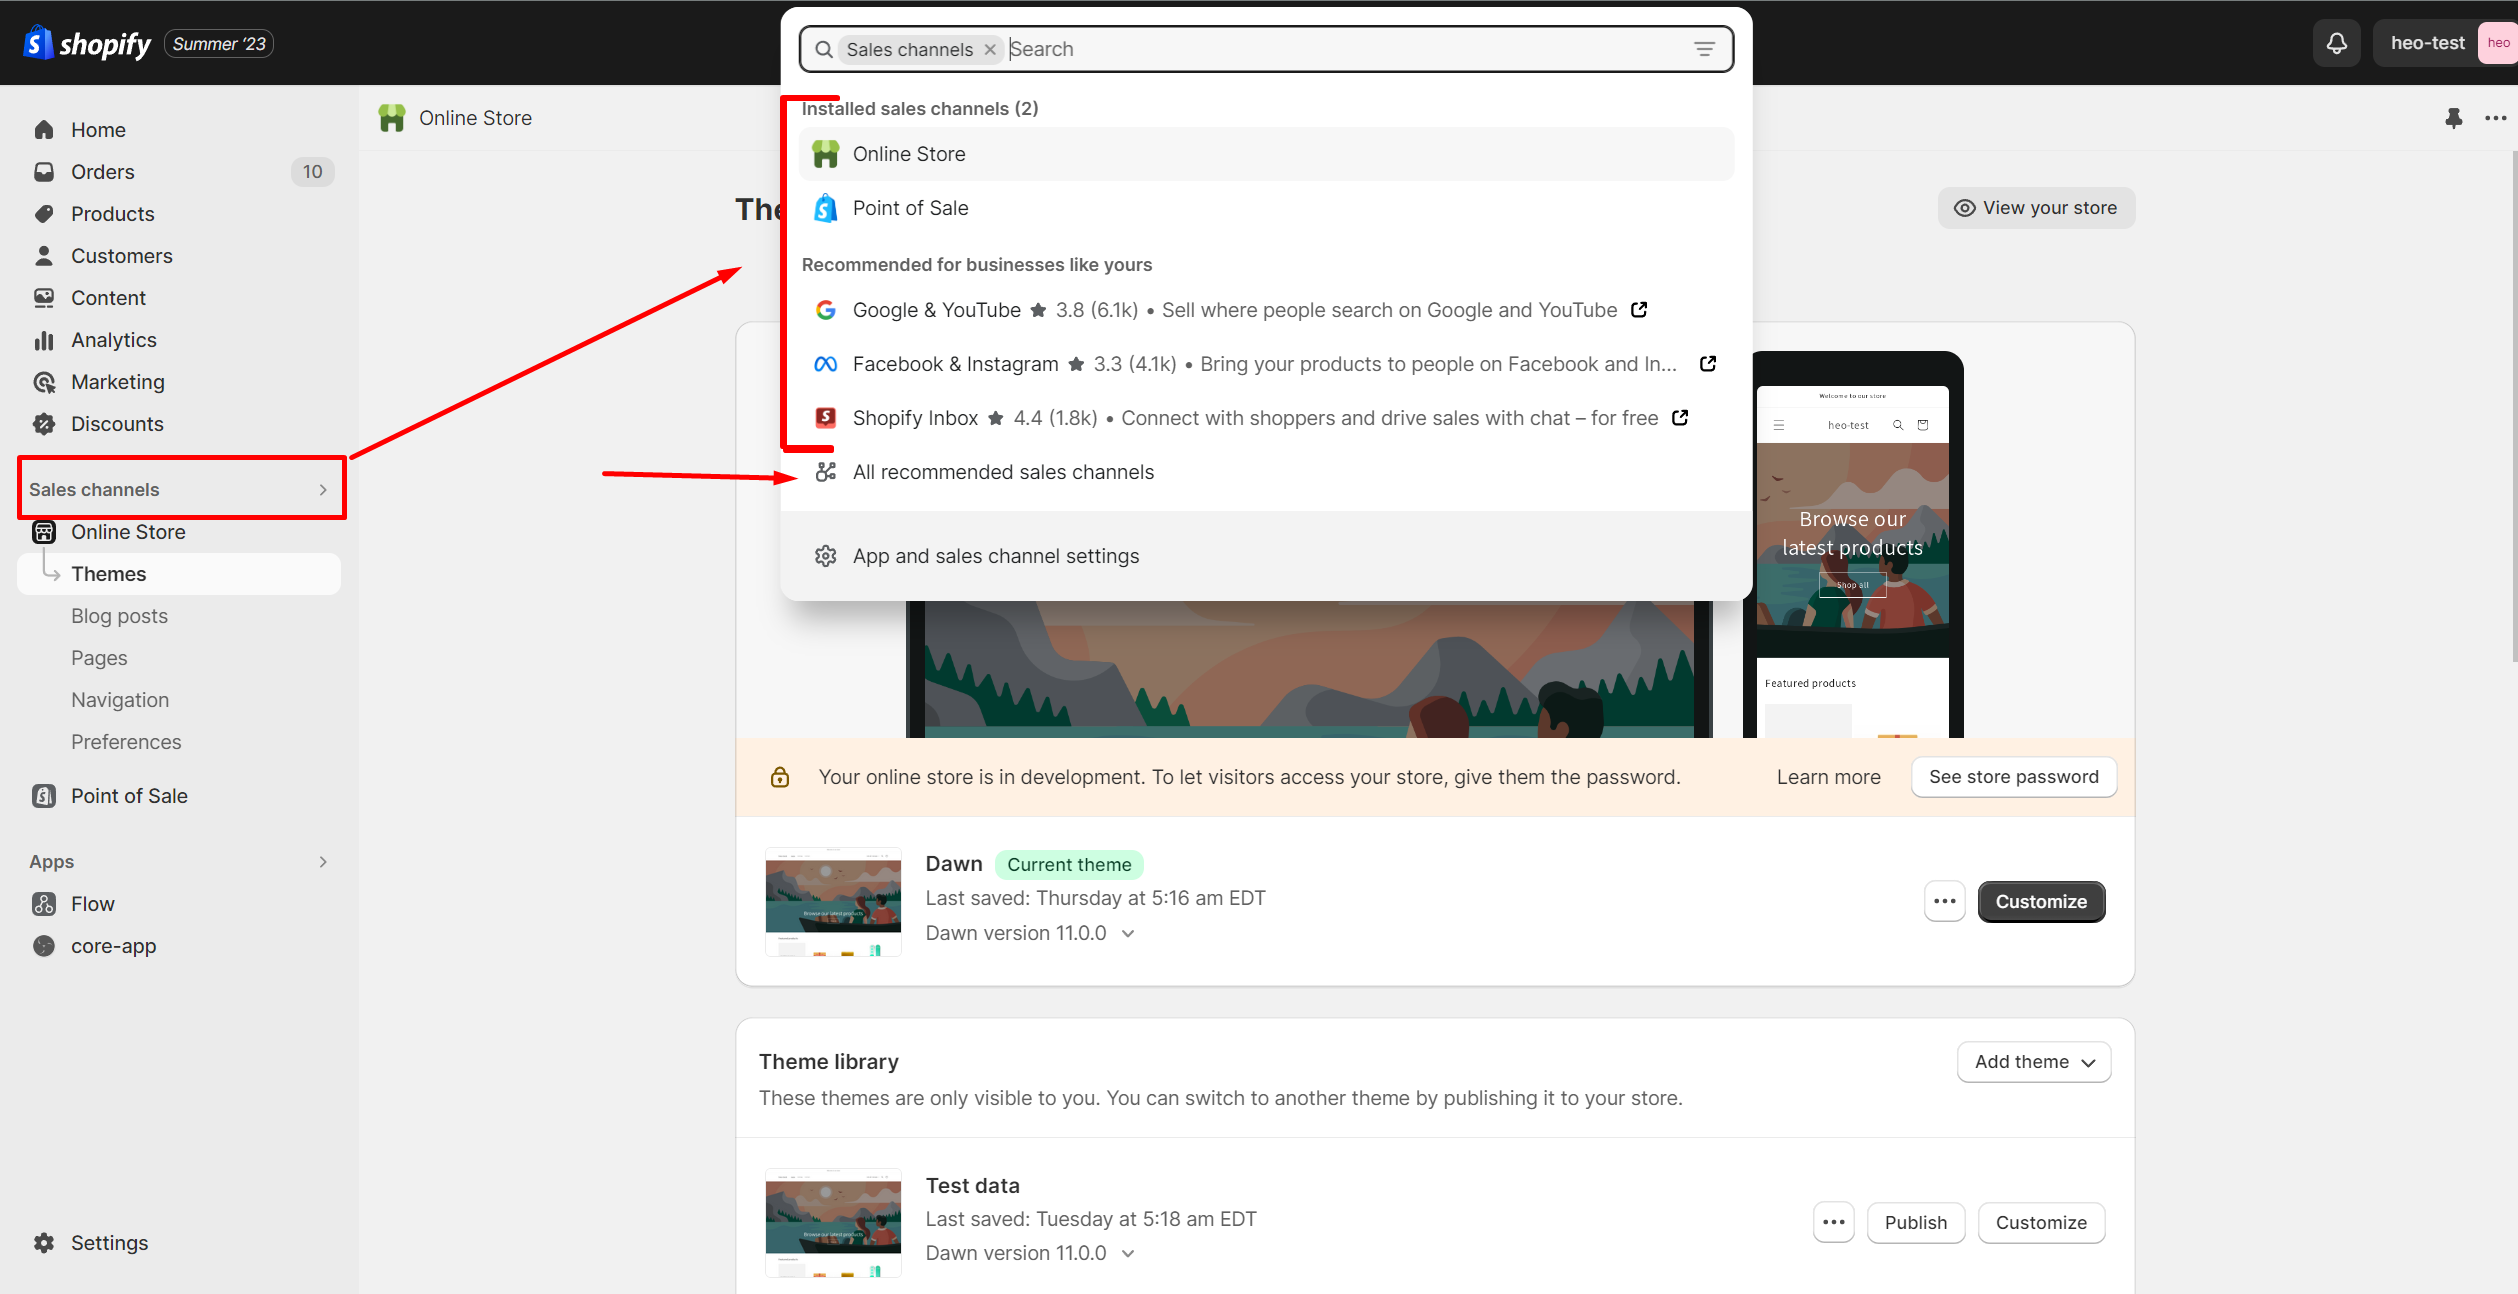 shopify Summer '23
Sales channels Search
heo-test heo
Home
Orders 10
Products
Customers
Content
Analytics
Marketing
Discounts
Sales channels
Online Store
Themes
Blog posts
Pages
Navigation
Preferences
Point of Sale
Apps
Flow
core-app
Settings
Online Store
The
View your store
Installed sales channels (2)
Online Store
Point of Sale
Recommended for businesses like yours
Google & YouTube 3.8 (6.1k) • Sell where people search on Google and YouTube
Facebook & Instagram 3.3 (4.1k) • Bring your products to people on Facebook and In...
Shopify Inbox 4.4 (1.8k) • Connect with shoppers and drive sales with chat – for free
All recommended sales channels
App and sales channel settings
Welcome to our store
heo-test
Browse our
latest products
Shop all
Featured products
Your online store is in development. To let visitors access your store, give them the password.
Learn more
See store password
Dawn Current theme
Last saved: Thursday at 5:16 am EDT
Dawn version 11.0.0
Customize
Browse our latest products
Theme library
Add theme
These themes are only visible to you. You can switch to another theme by publishing it to your store.
Test data
Last saved: Tuesday at 5:18 am EDT
Dawn version 11.0.0
Publish
Customize
Browse our latest products